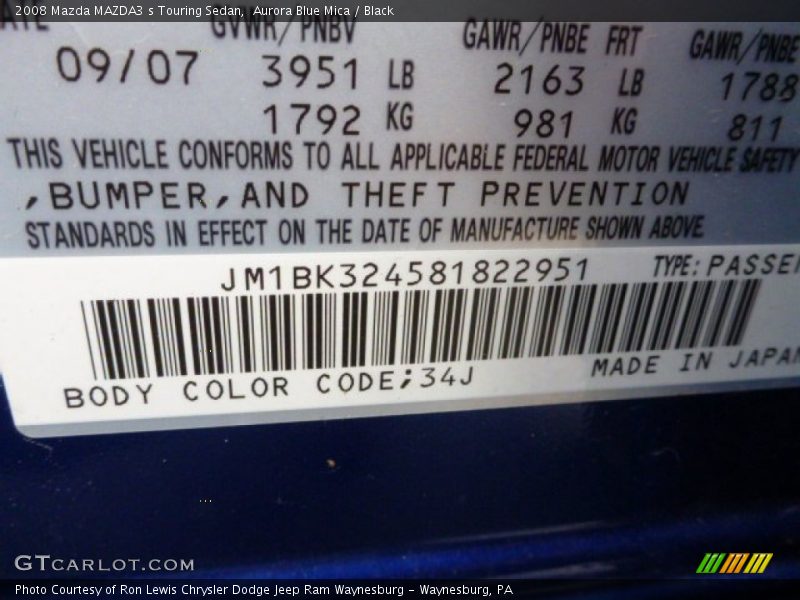 2008 Mazda MAZDA3 s Touring Sedan, Aurora Blue Mica / Black
GVWR/PNBV GAWR/PNBE FRT GAWR/PNBE
09/07 3951 LB 2163 LB 1788
1792 KG 981 KG 811
THIS VEHICLE CONFORMS TO ALL APPLICABLE FEDERAL MOTOR VEHICLE SAFETY
,BUMPER,AND THEFT PREVENTION
STANDARDS IN EFFECT ON THE DATE OF MANUFACTURE SHOWN ABOVE.
JM1BK324581822951 TYPE: PASSEN
BODY COLOR CODE;34J MADE IN JAPAN
GTCARLOT.COM
Photo Courtesy of Ron Lewis Chrysler Dodge Jeep Ram Waynesburg - Waynesburg, PA